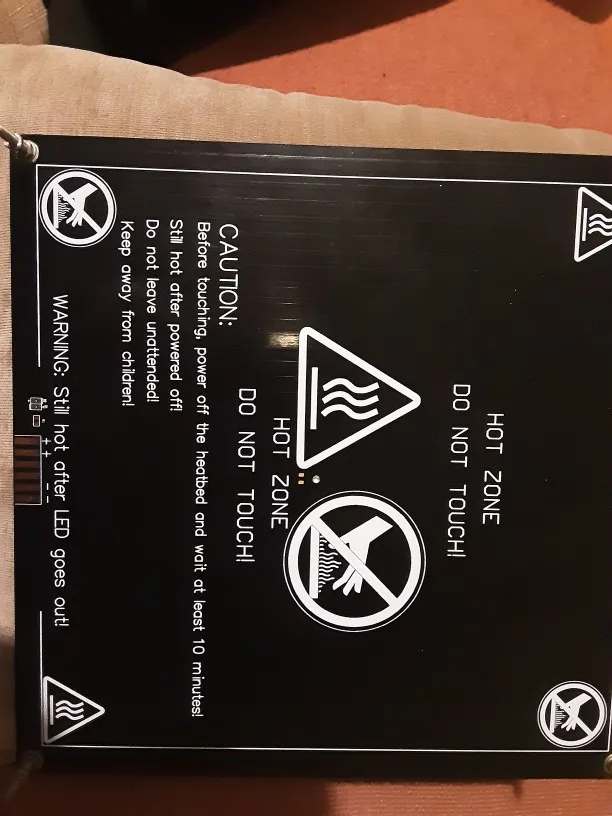 HOT ZONE
DO NOT TOUCH!
HOT ZONE
DO NOT TOUCH!
CAUTION:
Before touching, power off the heatbed and wait at least 10 minutes!
Still hot after powered off!
Do not leave unattended!
Keep away from children!
WARNING: Still hot after LED goes out!
+ + - -